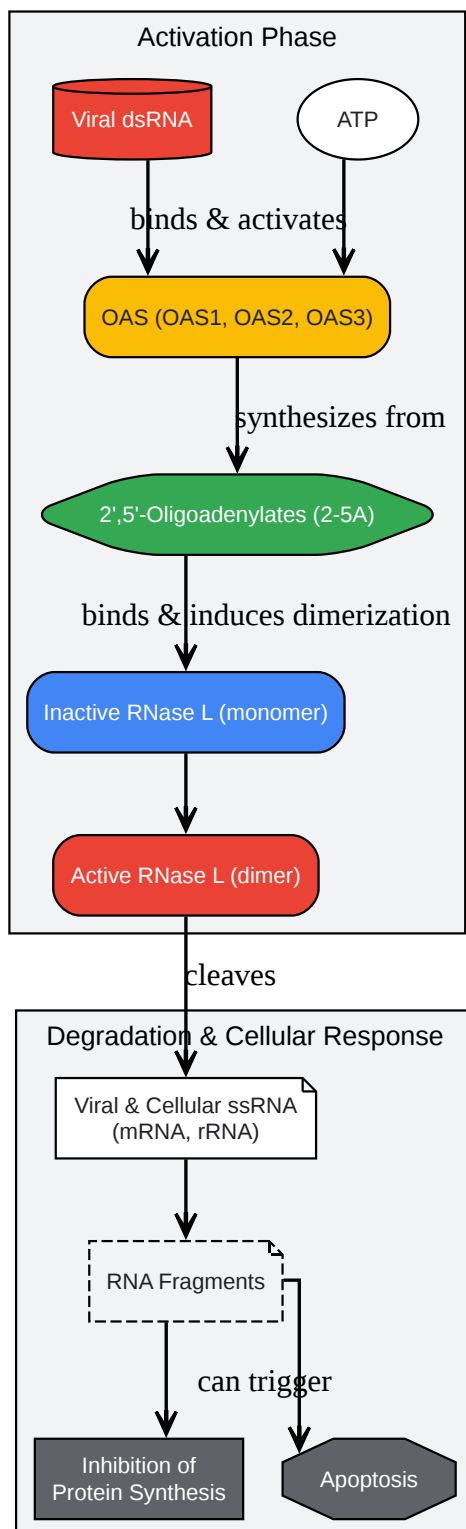 Activation Phase
Viral dsRNA
ATP
binds & activates
OAS (OAS1, OAS2, OAS3)
synthesizes from
2',5'-Oligoadenylates (2-5A)
binds & induces dimerization
Inactive RNase L (monomer)
Active RNase L (dimer)
cleaves
Degradation & Cellular Response
Viral & Cellular ssRNA
(mRNA, rRNA)
RNA Fragments
can trigger
Inhibition of
Protein Synthesis
Apoptosis